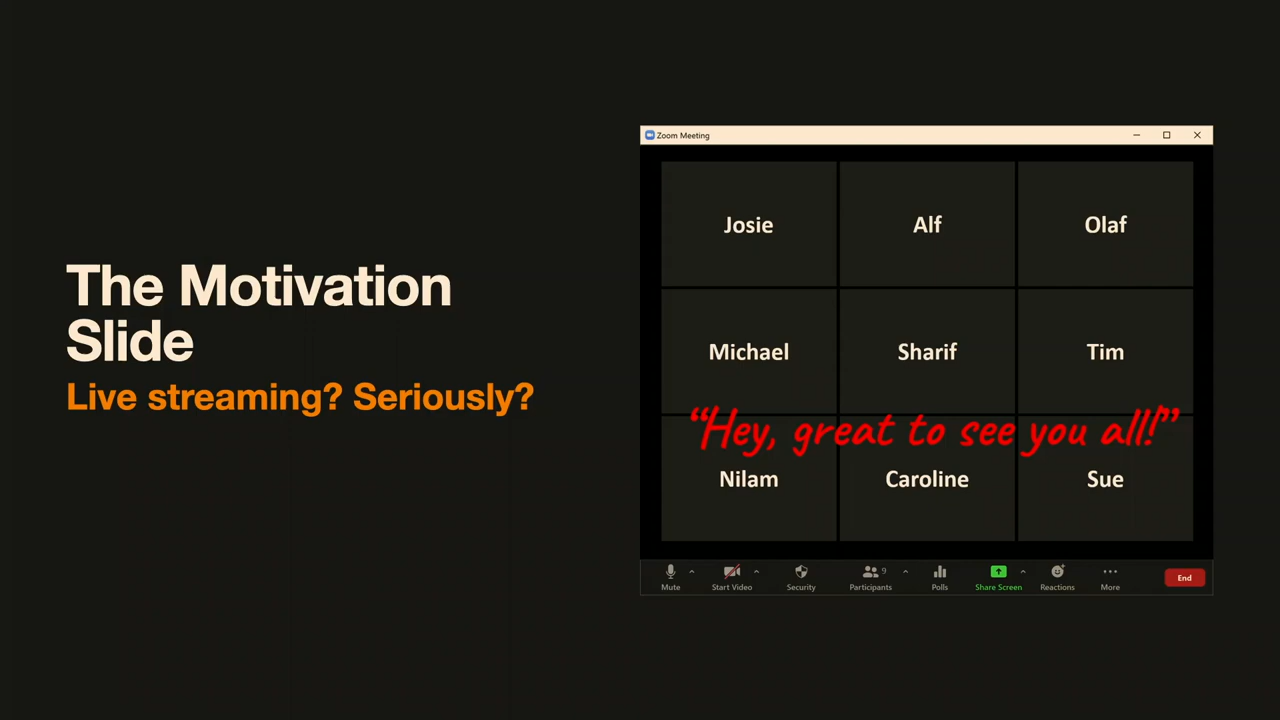 The Motivation
Slide
Live streaming? Seriously?
Zoom Meeting
Josie
Alf
Olaf
Michael
Sharif
Tim
“Hey, great to see you all!”
Nilam
Caroline
Sue
Mute
Start Video
Security
Participants
9
Polls
Share Screen
Reactions
More
End